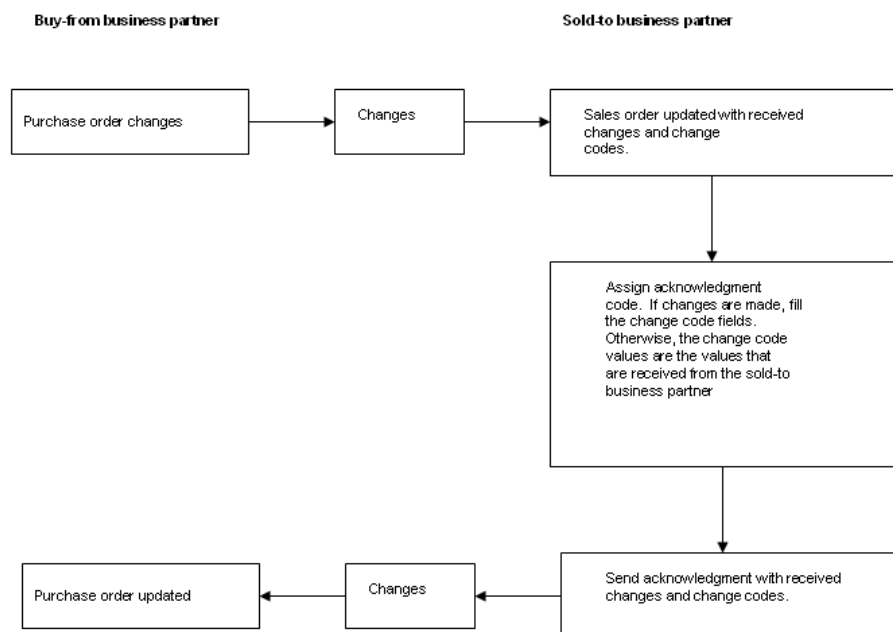 Buy-from business partner
Sold-to business partner
Purchase order changes
Changes
Sales order updated with received
changes and change
codes.
Assign acknowledgment
code. If changes are made, fill
the change code fields.
Otherwise, the change code
values are the values that
are received from the sold-to
business partner
Send acknowledgment with received
changes and change codes.
Changes
Purchase order updated